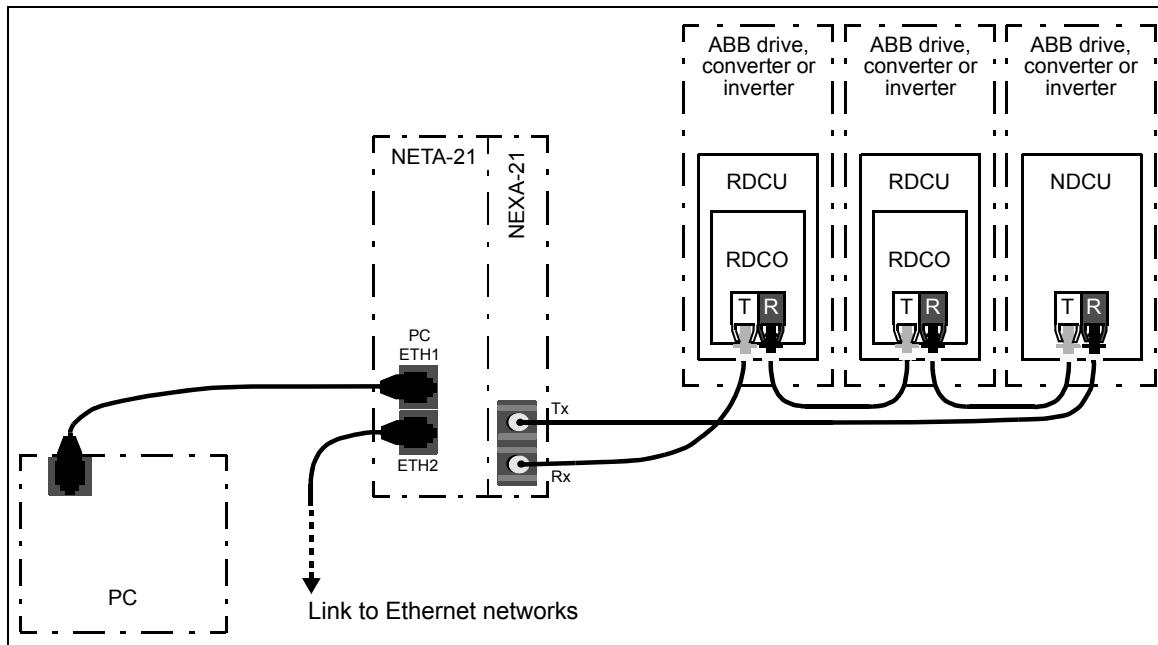 ABB drive,
converter or
inverter
ABB drive,
converter or
inverter
ABB drive,
converter or
inverter
NETA-21
NEXA-21
RDCU
RDCU
NDCU
RDCO
RDCO
T R
T R
T R
PC
ETH1
ETH2
Tx
Rx
PC
Link to Ethernet networks